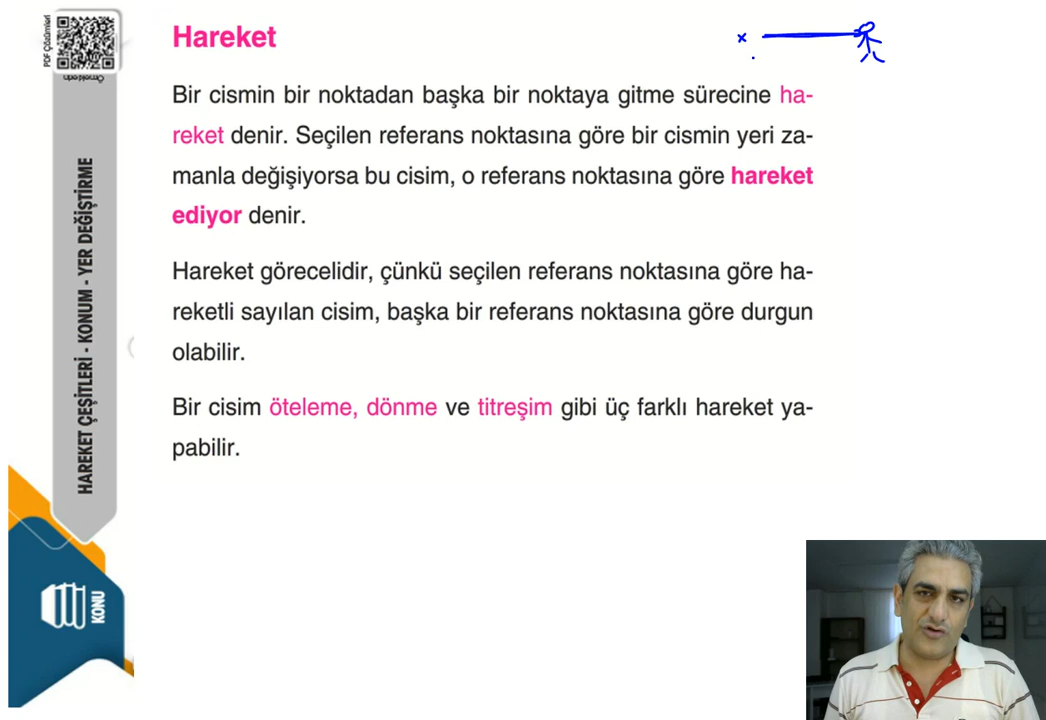 PDF Çözümleri
Örneklerin
Hareket
Bir cismin bir noktadan başka bir noktaya gitme sürecine ha-
reket denir. Seçilen referans noktasına göre bir cismin yeri za-
manla değişiyorsa bu cisim, o referans noktasına göre hareket
ediyor denir.
Hareket görecelidir, çünkü seçilen referans noktasına göre ha-
reketli sayılan cisim, başka bir referans noktasına göre durgun
olabilir.
Bir cisim öteleme, dönme ve titreşim gibi üç farklı hareket ya-
pabilir.
HAREKET ÇEŞİTLERİ - KONUM - YER DEĞİŞTİRME
KONU